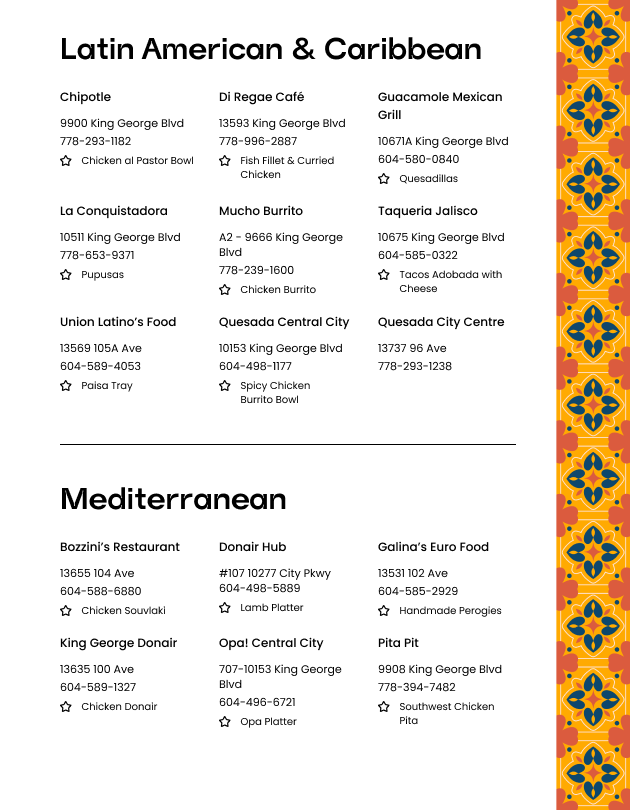 Latin American & Caribbean
Chipotle
9900 King George Blvd
778-293-1182
Chicken al Pastor Bowl
Di Regae Café
13593 King George Blvd
778-996-2887
Fish Fillet & Curried
Chicken
Guacamole Mexican
Grill
10671A King George Blvd
604-580-0840
Quesadillas
La Conquistadora
10511 King George Blvd
778-653-9371
Pupusas
Mucho Burrito
A2 - 9666 King George
Blvd
778-239-1600
Chicken Burrito
Taqueria Jalisco
10675 King George Blvd
604-585-0322
Tacos Adobada with
Cheese
Union Latino's Food
13569 105A Ave
604-589-4053
Paisa Tray
Quesada Central City
10153 King George Blvd
604-498-1177
Spicy Chicken
Burrito Bowl
Quesada City Centre
13737 96 Ave
778-293-1238
Mediterranean
Bozzini's Restaurant
13655 104 Ave
604-588-6880
Chicken Souvlaki
Donair Hub
#107 10277 City Pkwy
604-498-5889
Lamb Platter
Galina's Euro Food
13531 102 Ave
604-585-2929
Handmade Perogies
King George Donair
13635 100 Ave
604-589-1327
Chicken Donair
Opa! Central City
707-10153 King George
Blvd
604-496-6721
Opa Platter
Pita Pit
9908 King George Blvd
778-394-7482
Southwest Chicken
Pita